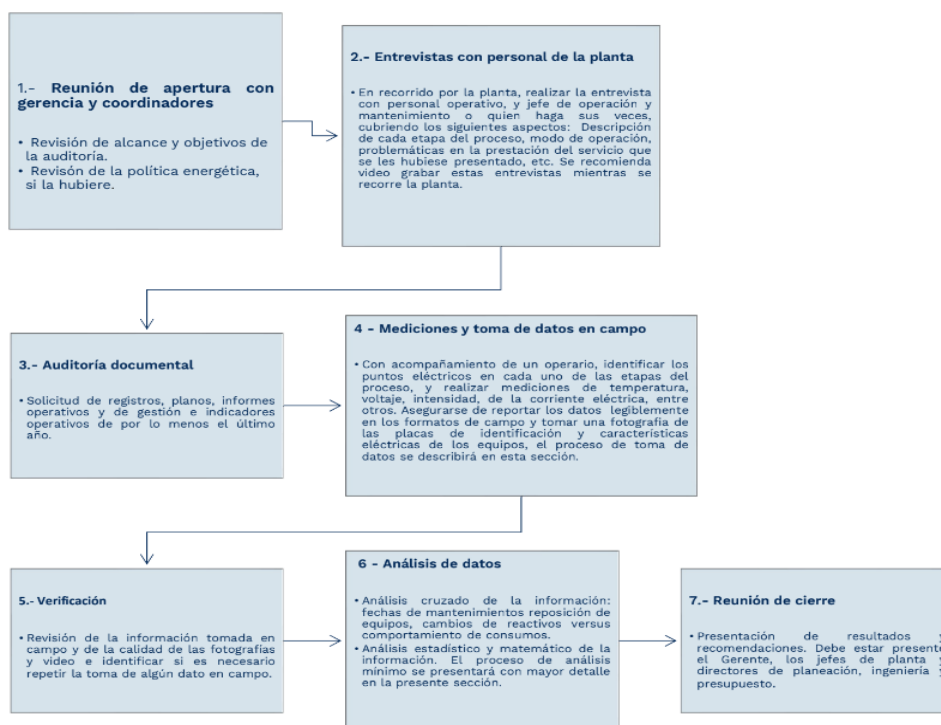 1.- Reunión de apertura con
gerencia y coordinadores
• Revisión de alcance y objetivos de
la auditoría.
• Revisón de la política energética,
si la hubiere.
2.- Entrevistas con personal de la planta
• En recorrido por la planta, realizar la entrevista
con personal operativo, y jefe de operación y
mantenimiento o quien haga sus veces,
cubriendo los siguientes aspectos: Descripción
de cada etapa del proceso, modo de operación,
problemáticas en la prestación del servicio que
se les hubiese presentado, etc. Se recomienda
video grabar estas entrevistas mientras se
recorre la planta.
3.- Auditoría documental
• Solicitud de registros, planos, informes
operativos y de gestión e indicadores
operativos de por lo menos el último
año.
4 - Mediciones y toma de datos en campo
• Con acompañamiento de un operario, identificar los
puntos eléctricos en cada uno de las etapas del
proceso, y realizar mediciones de temperatura,
voltaje, intensidad, de la corriente eléctrica, entre
otros. Asegurarse de reportar los datos legiblemente
en los formatos de campo y tomar una fotografia de
las placas de identificación y características
eléctricas de los equipos, el proceso de toma de
datos se describirá en esta sección.
5.- Verificación
• Revisión de la información tomada en
campo y de la calidad de las fotografías
y video e identificar si es necesario
repetir la toma de algún dato en campo.
6 - Análisis de datos
• Análisis cruzado de la información:
fechas de mantenimientos reposición de
equipos, cambios de reactivos versus
comportamiento de consumos.
• Análisis estadístico y matemático de la
información. El proceso de análisis
mínimo se presentará con mayor detalle
en la presente sección.
7.- Reunión de cierre
• Presentación de resultados y
recomendaciones. Debe estar presente
el Gerente, los jefes de planta y
directores de planeación, ingeniería y
presupuesto.